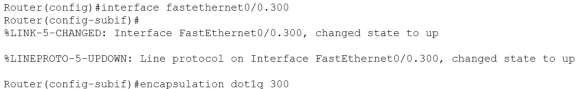 Router(config)#interface fastethernet0/0.300
Router(config-subif)#
%LINK-5-CHANGED: Interface FastEthernet0/0.300, changed state to up
%LINEPROTO-5-UPDOWN: Line protocol on Interface FastEthernet0/0.300, changed state to up
Router(config-subif)#encapsulation dot1q 300